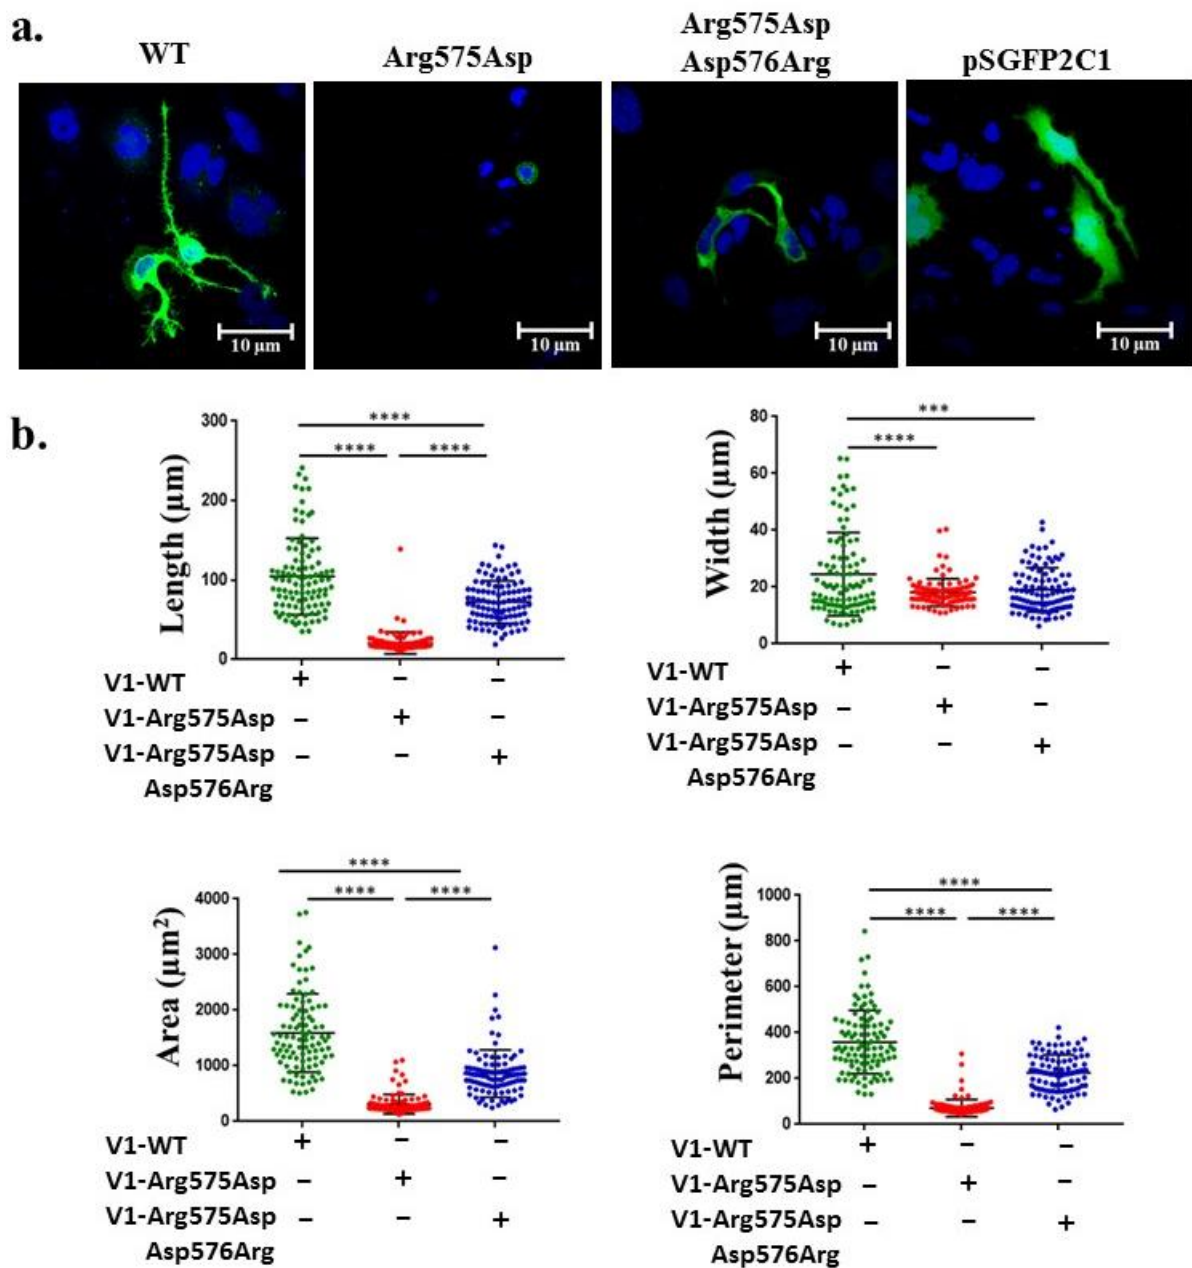 a.
WT
Arg575Asp
Arg575Asp
Asp576Arg
pSGFP2C1
10 µm
10 µm
10 µm
10 µm
b.
Length (µm)
300
200
100
0
****
****
****
V1-WT + – –
V1-Arg575Asp – + –
V1-Arg575Asp – – +
Asp576Arg
Width (µm)
80
60
40
20
0
***
****
V1-WT + – –
V1-Arg575Asp – + –
V1-Arg575Asp – – +
Asp576Arg
Area (µm²)
4000
3000
2000
1000
0
****
****
****
V1-WT + – –
V1-Arg575Asp – + –
V1-Arg575Asp – – +
Asp576Arg
Perimeter (µm)
1000
800
600
400
200
0
****
****
****
V1-WT + – –
V1-Arg575Asp – + –
V1-Arg575Asp – – +
Asp576Arg